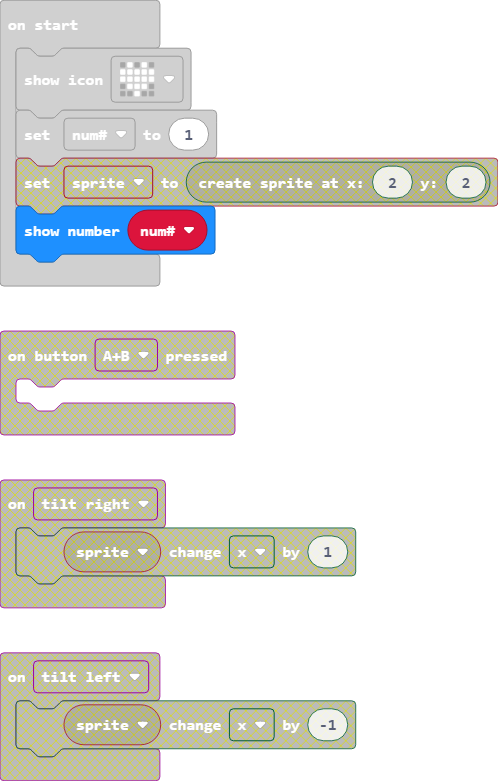 on start
show icon
set num# to 1
set sprite to create sprite at x: 2 y: 2
show number num#
on button A+B pressed
on tilt right
sprite change x by 1
on tilt left
sprite change x by -1